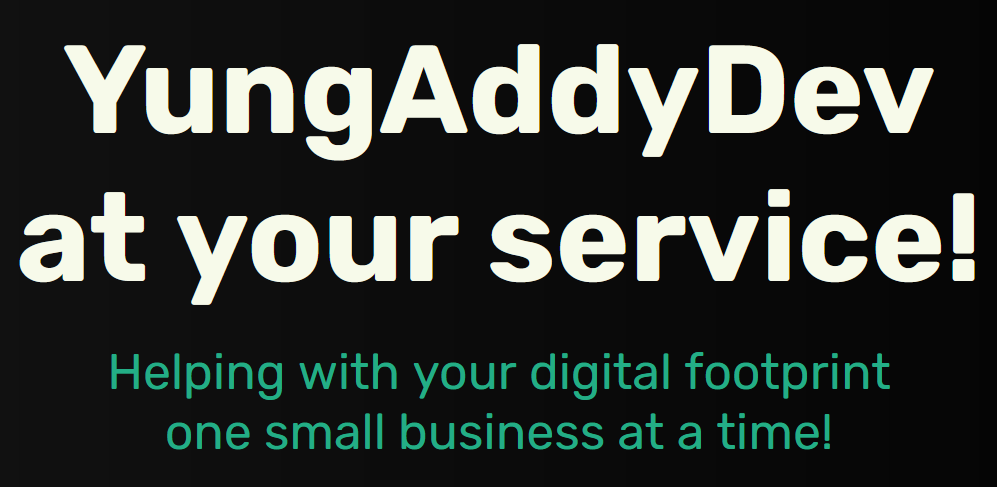 YungAddyDev
at your service!
Helping with your digital footprint
one small business at a time!